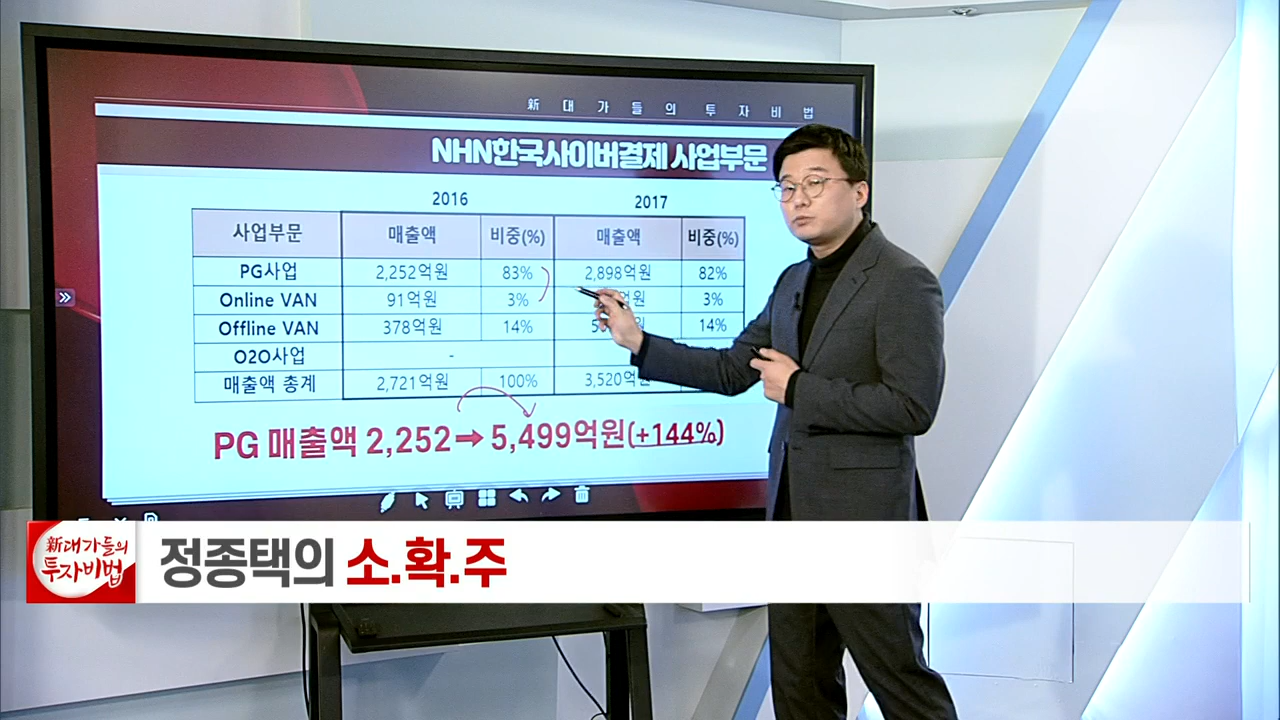 新 대 가 들 의 투 자 비 법
NHN한국사이버결제 사업부문
2016 2017
사업부문 매출액 비중(%) 매출액 비중(%)
PG사업 2,252억원 83% 2,898억원 82%
Online VAN 91억원 3% 억원 3%
Offline VAN 378억원 14% 14%
O2O사업 -
매출액 총계 2,721억원 100% 3,520억원
PG 매출액 2,252➡5,499억원(+144%)
新대가들의
투자비법
정종택의 소.확.주